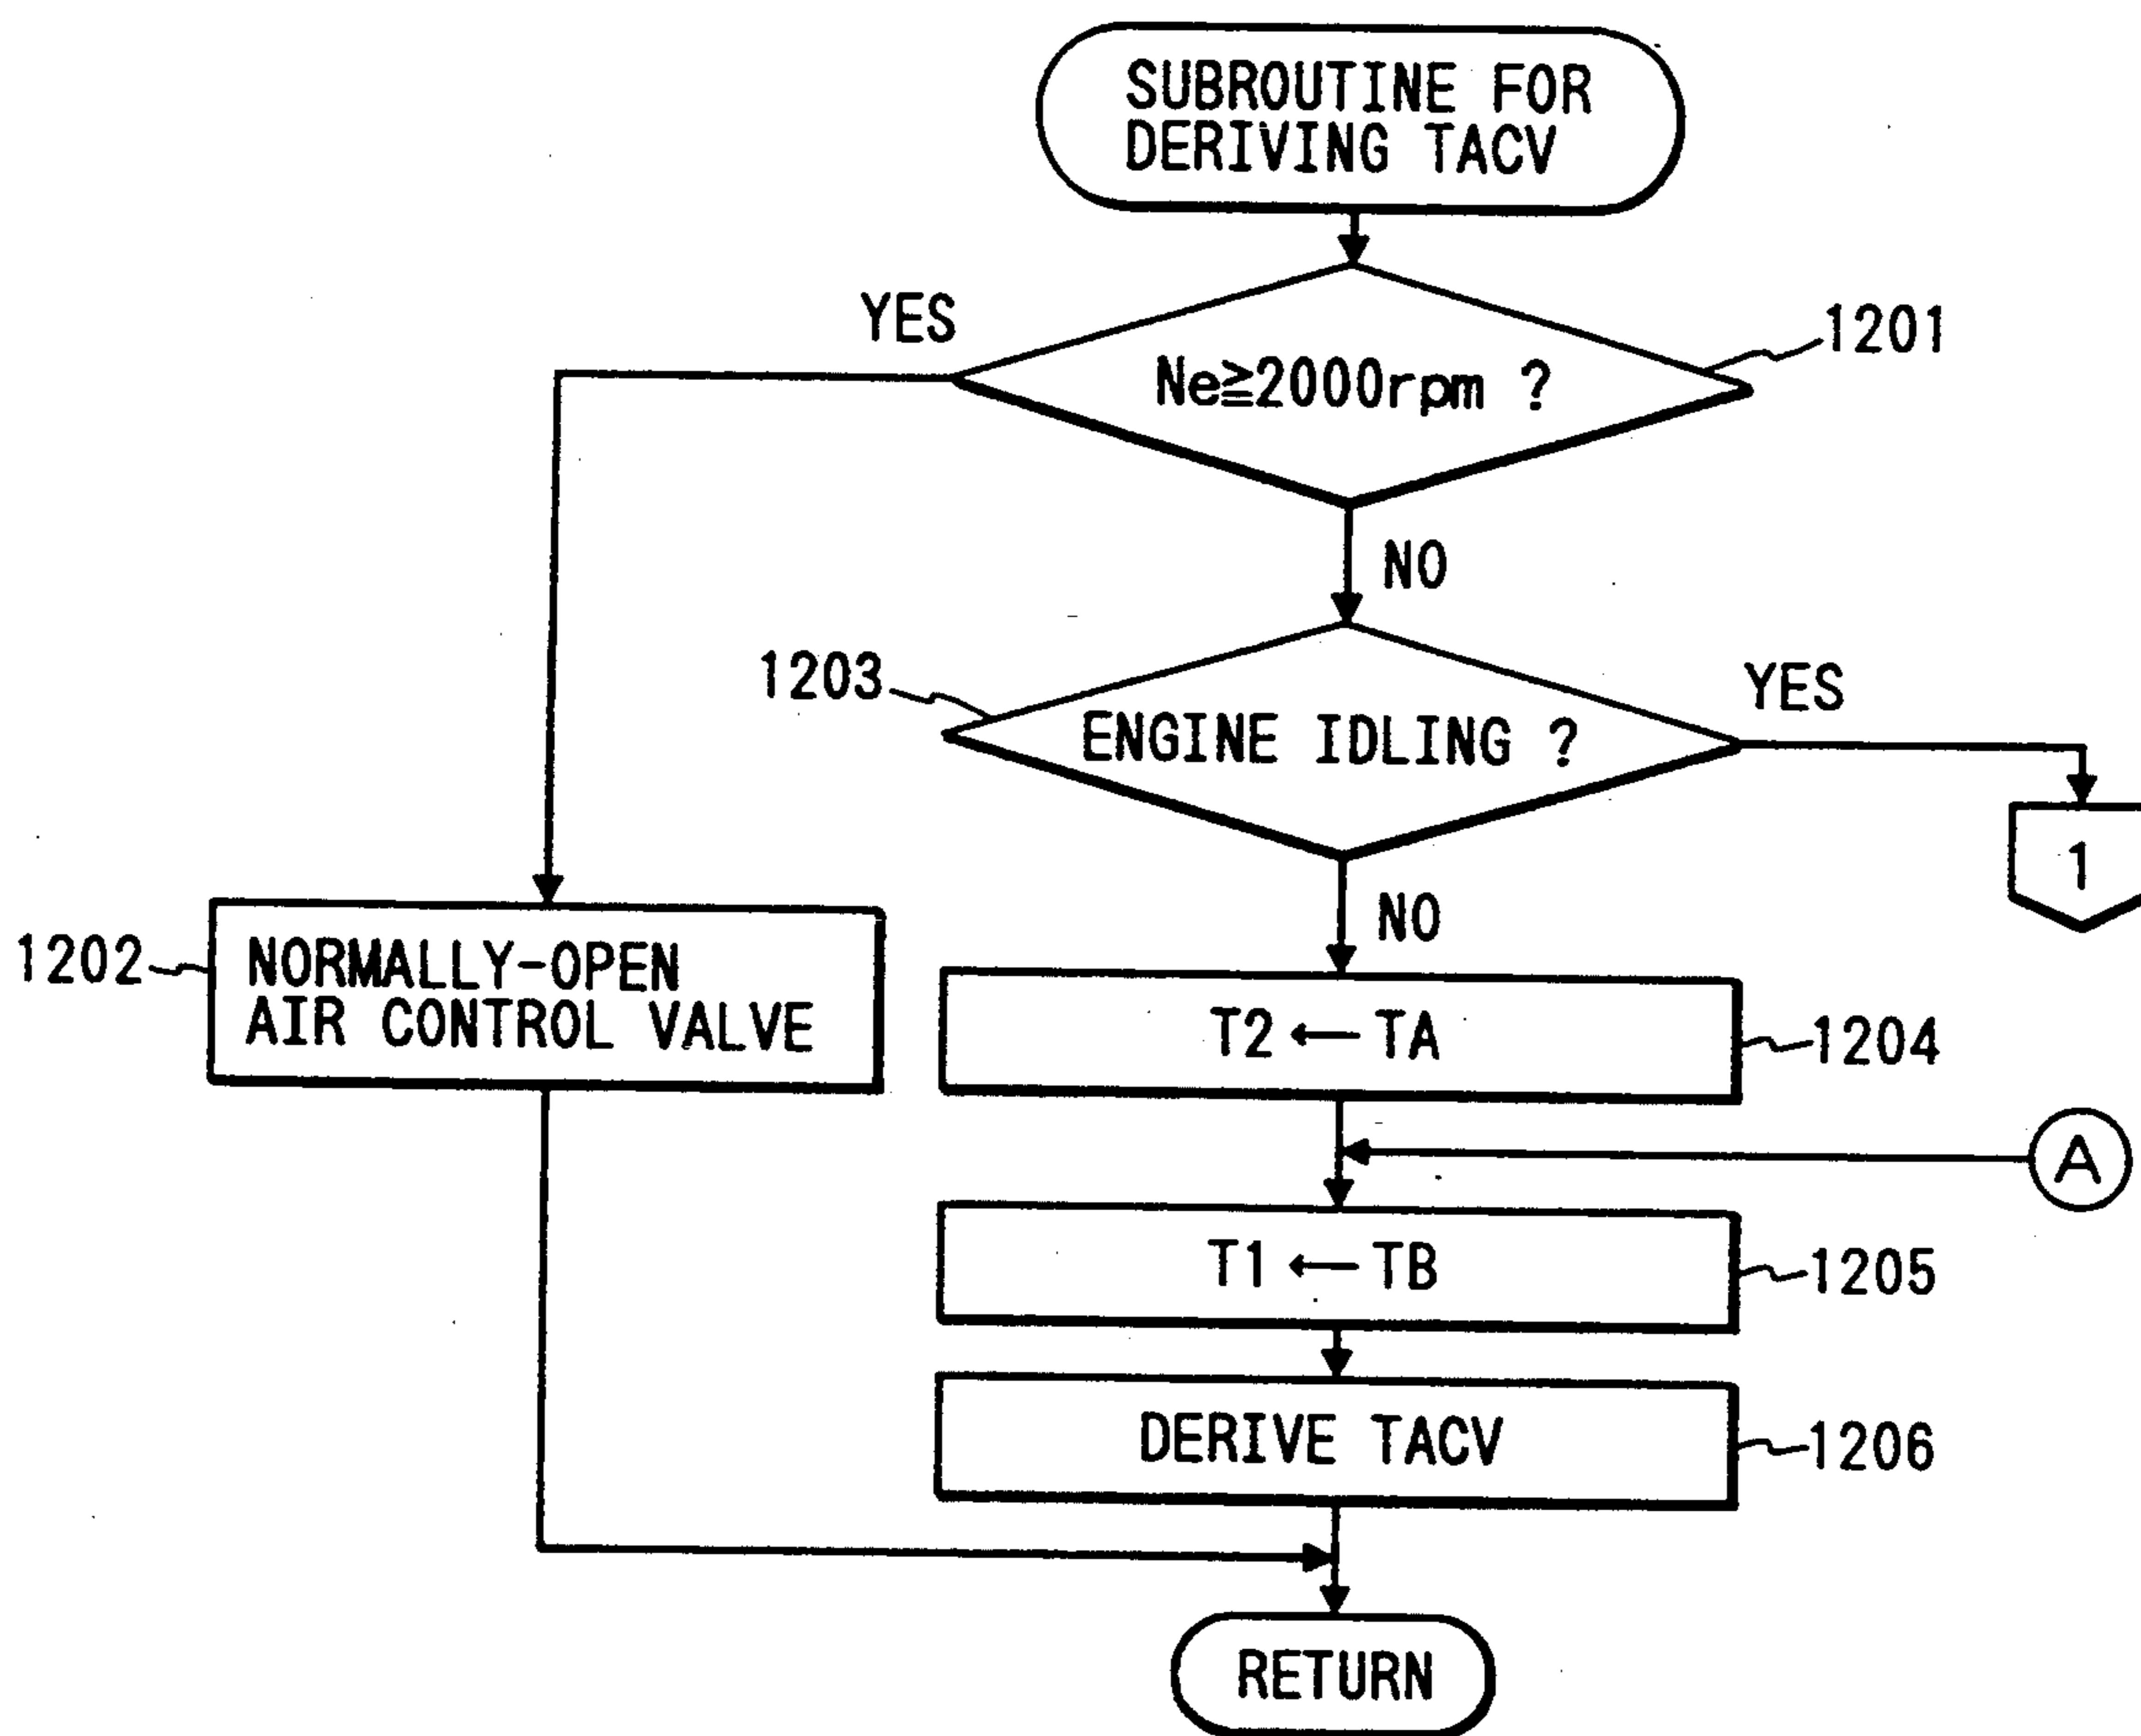 SUBROUTINE FOR
DERIVING TACV
YES
1201
Ne≧2000rpm ?
NO
1203
YES
ENGINE IDLING ?
1
NO
1202
NORMALLY-OPEN
AIR CONTROL VALVE
T2 ← TA
1204
A
T1 ← TB
1205
DERIVE TACV
1206
RETURN